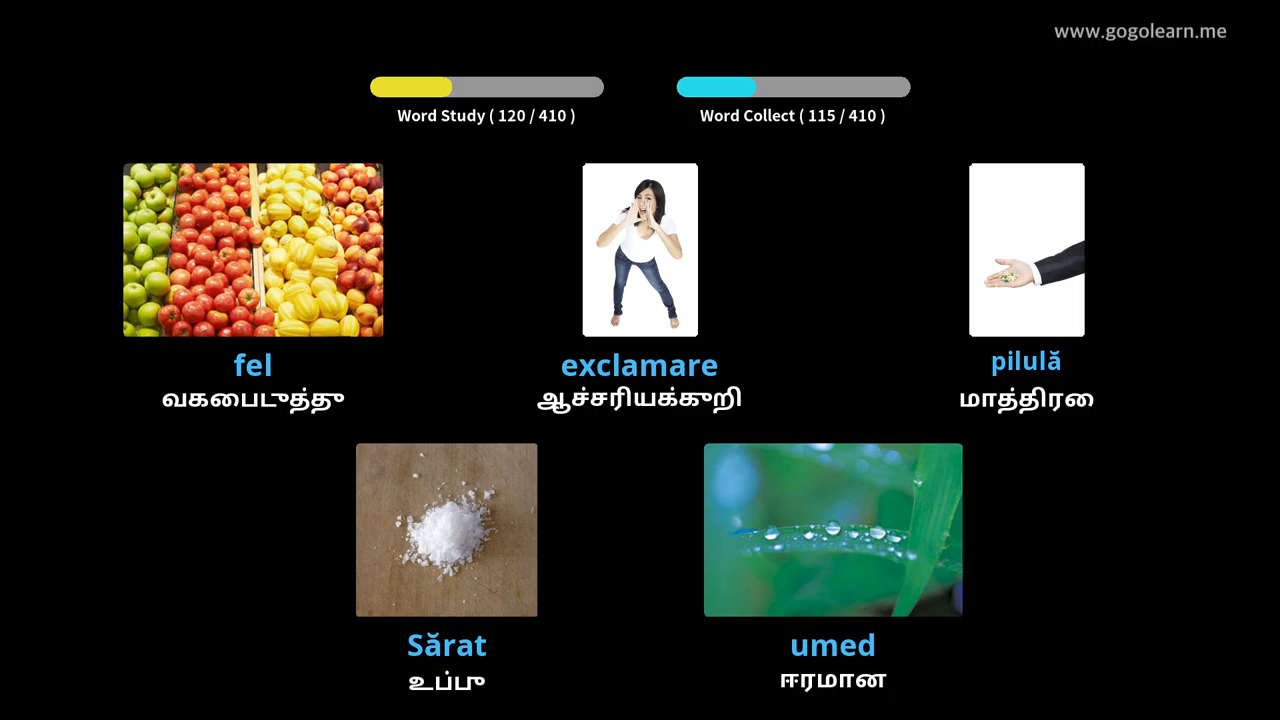 www.gogolearn.me
Word Study ( 120 / 410 )
Word Collect ( 115 / 410 )
fel
exclamare
pilulă
வகைபடுத்து
ஆச்சரியக்குறி
மாத்திரை
Sărat
umed
உப்பு
ஈரமான